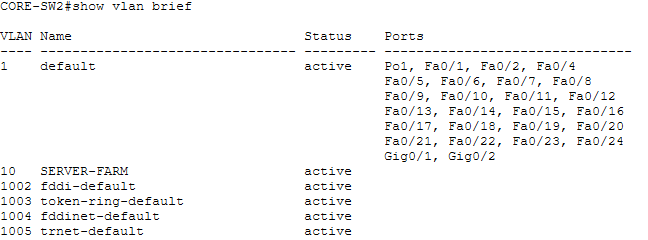 CORE-SW2#show vlan brief
VLAN Name                             Status    Ports
---- -------------------------------- --------- -------------------------------
1    default                          active    Po1, Fa0/1, Fa0/2, Fa0/4
                                                Fa0/5, Fa0/6, Fa0/7, Fa0/8
                                                Fa0/9, Fa0/10, Fa0/11, Fa0/12
                                                Fa0/13, Fa0/14, Fa0/15, Fa0/16
                                                Fa0/17, Fa0/18, Fa0/19, Fa0/20
                                                Fa0/21, Fa0/22, Fa0/23, Fa0/24
                                                Gig0/1, Gig0/2
10   SERVER-FARM                      active
1002 fddi-default                     active
1003 token-ring-default               active
1004 fddinet-default                  active
1005 trnet-default                    active